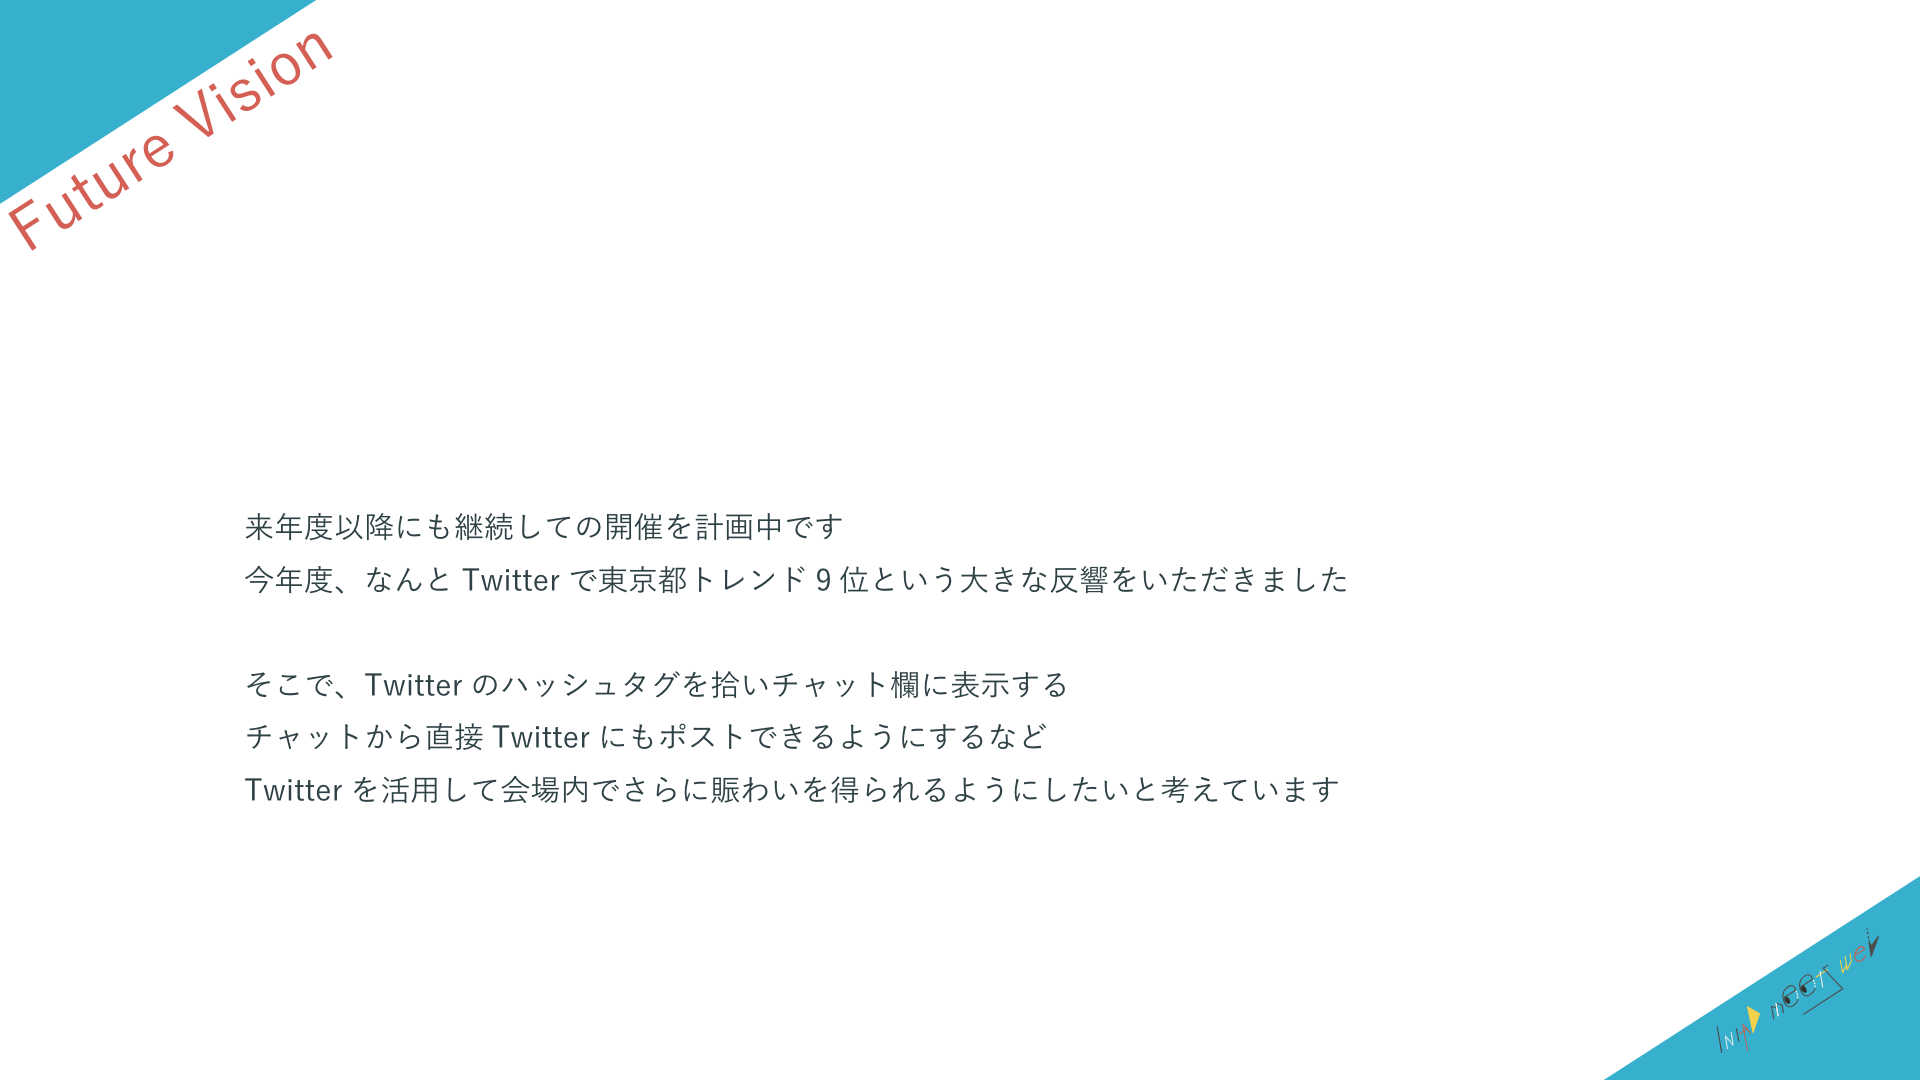 Future Vision
来年度以降にも継続しての開催を計画中です
今年度、なんと Twitter で東京都トレンド 9 位という大きな反響をいただきました
そこで、Twitter のハッシュタグを拾いチャット欄に表示する
チャットから直接 Twitter にもポストできるようにするなど
Twitter を活用して会場内でさらに賑わいを得られるようにしたいと考えています